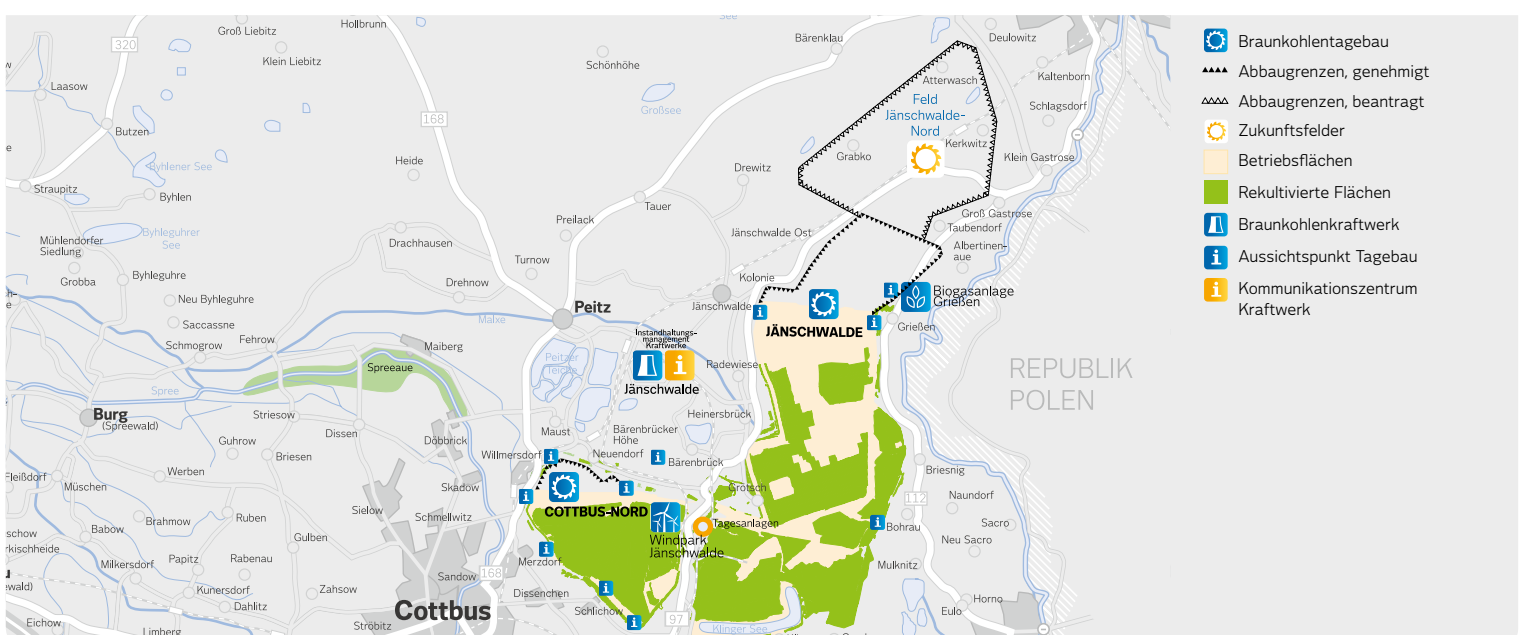 Groß Liebitz
Hollbrunn
See
Bärenklau
Deulowitz
320
Klein Liebitz
Schönhöhe
Atterwasch
Kaltenborn
Laasow
Großsee
Feld
Jänschwalde-
Nord
Schlagsdorf
168
Butzen
Kerkwitz
Grabko
Klein Gastrose
Byhlener See
Heide
Drewitz
Straupitz
Byhlen
Tauer
Groß Gastrose
Preilack
Taubendorf
Byhleguhrer
See
Jänschwalde Ost
Mühlendorfer
Siedlung
Drachhausen
Albertinen-
aue
Turnow
Byhleguhre
Grobba
Drehnow
Kolonie
Neu Byhleguhre
Peitz
Jänschwalde
Biogasanlage
Grießen
Malxe
Saccassne
Grießen
JÄNSCHWALDE
Fehrow
Schmogrow
Maiberg
Instandhaltungs-
management
Kraftwerke
Peitzer
Teiche
Radewiese
Spreeaue
REPUBLIK
POLEN
Spree
Jänschwalde
Burg
(Spreewald)
Striesow
Heinersbrück
Dissen
Döbbrick
Maust
Bärenbrücker
Höhe
Guhrow
Briesen
Willmersdorf
Neuendorf
Bärenbrück
Werben
Briesnig
Fleißdorf
Müschen
Skadow
Grötsch
112
Naundorf
Sielow
Schmellwitz
COTTBUS-NORD
Babow
Brahmow
Ruben
Tagesanlagen
Bohrau
Sacro
schow
Gulben
Windpark
Jänschwalde
Neu Sacro
rkischheide
Papitz
Rabenau
Merzdorf
Milkersdorf
Mulknitz
168
Sandow
Kunersdorf
Zahsow
Dissenchen
Dahlitz
Schlichow
Horno
Cottbus
Eulo
Eichow
Limberg
Ströbitz
97
Klinger See
Braunkohlentagebau
Abbaugrenzen, genehmigt
Abbaugrenzen, beantragt
Zukunftsfelder
Betriebsflächen
Rekultivierte Flächen
Braunkohlenkraftwerk
Aussichtspunkt Tagebau
Kommunikationszentrum
Kraftwerk